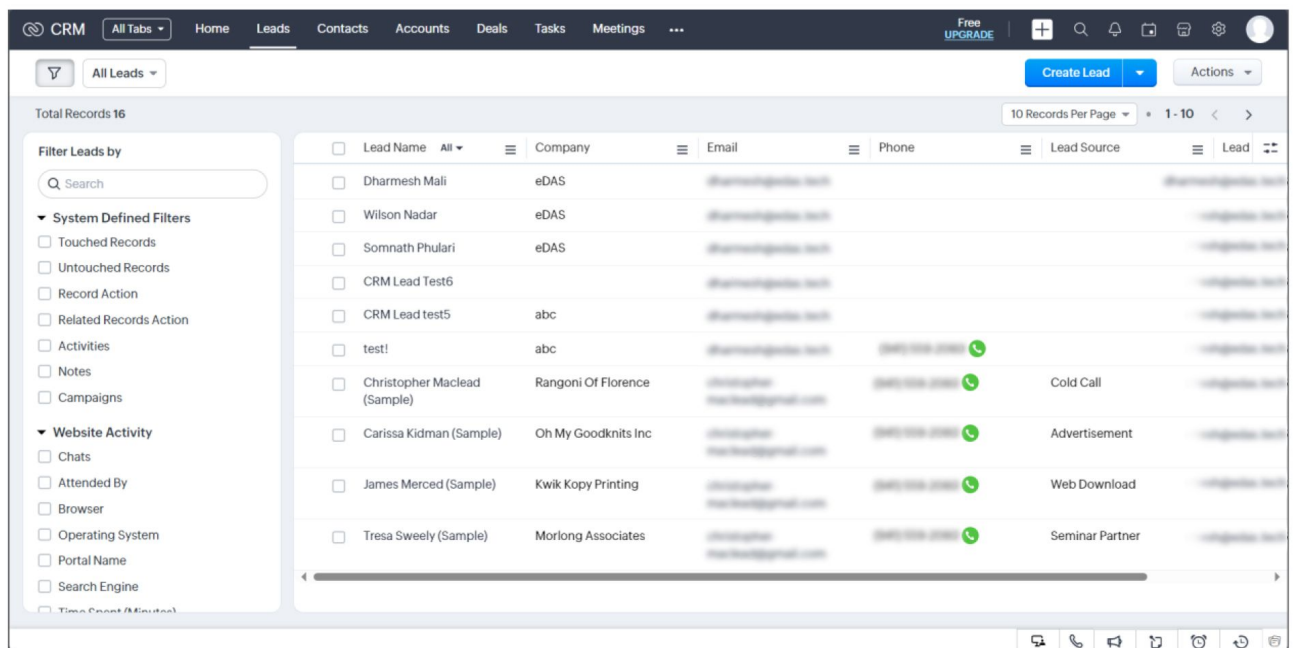 CRM All Tabs Home Leads Contacts Accounts Deals Tasks Meetings ••• Free
UPGRADE
All Leads Create Lead Actions
Total Records 16 10 Records Per Page 1 - 10
Filter Leads by
Search
System Defined Filters
Touched Records
Untouched Records
Record Action
Related Records Action
Activities
Notes
Campaigns
Website Activity
Chats
Attended By
Browser
Operating System
Portal Name
Search Engine
Time Spent (Minutes)
Lead Name All Company Email Phone Lead Source Lead
Dharmesh Mali eDAS
Wilson Nadar eDAS
Somnath Phulari eDAS
CRM Lead Test6
CRM Lead test5 abc
test! abc
Christopher Maclead Rangoni Of Florence Cold Call
(Sample)
Carissa Kidman (Sample) Oh My Goodknits Inc Advertisement
James Merced (Sample) Kwik Kopy Printing Web Download
Tresa Sweely (Sample) Morlong Associates Seminar Partner